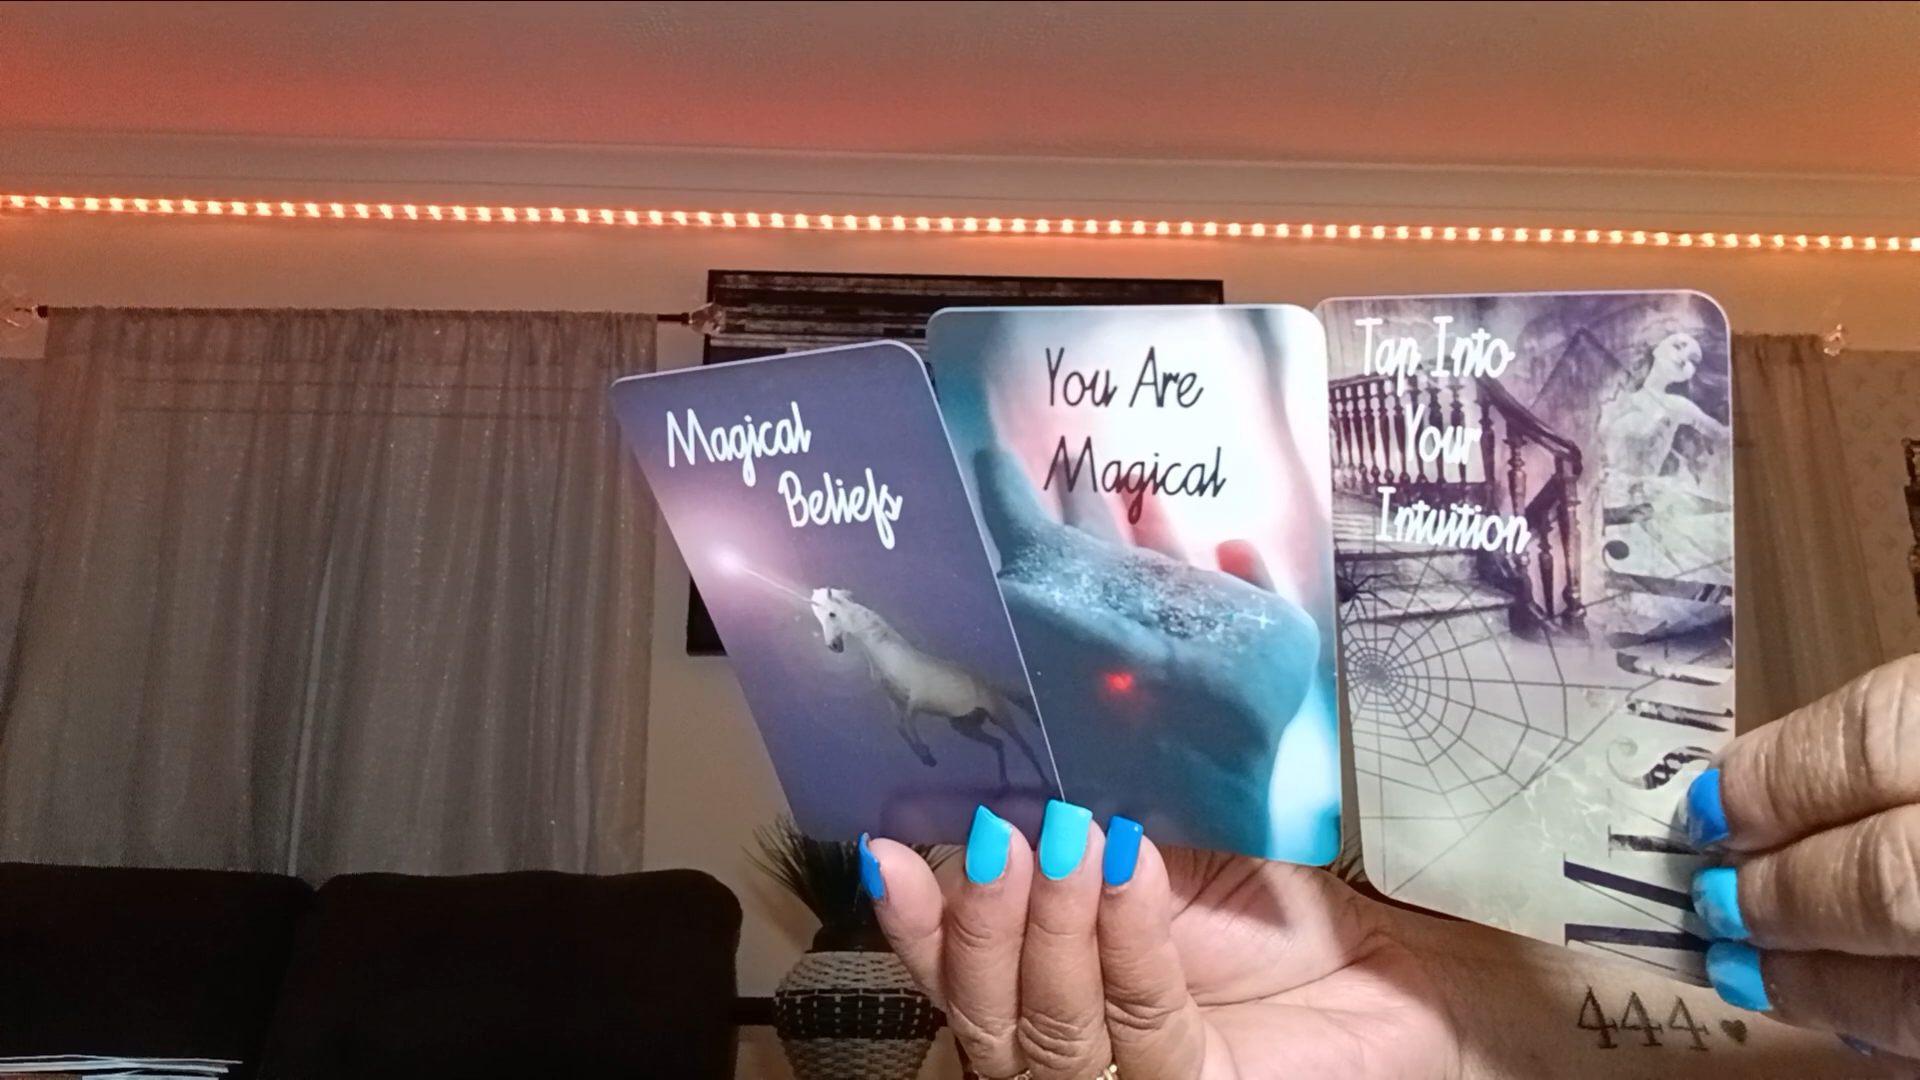 Magical
Beliefs
You Are
Magical
Tap Into
Your
Intuition
444